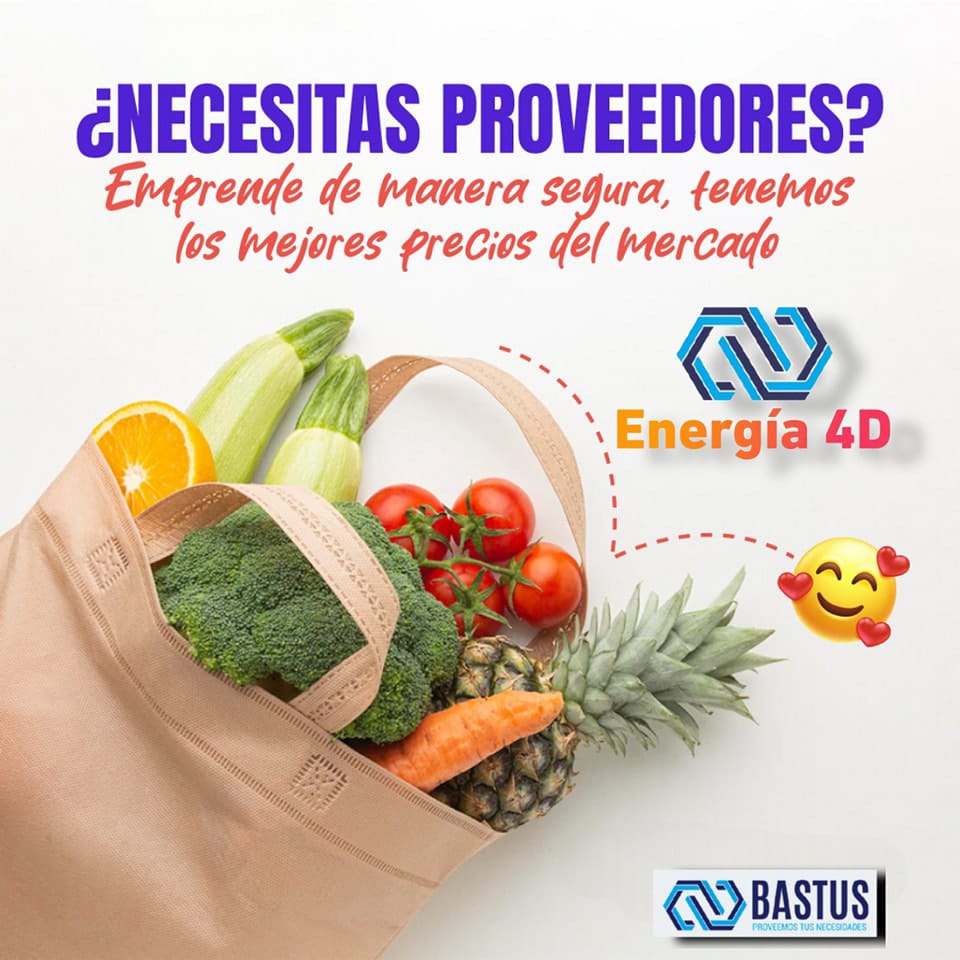 ¿NECESITAS PROVEEDORES?
Emprende de manera segura, tenemos
los mejores precios del mercado
Energía 4D
BASTUS
PROVEEMOS TUS NECESIDADES